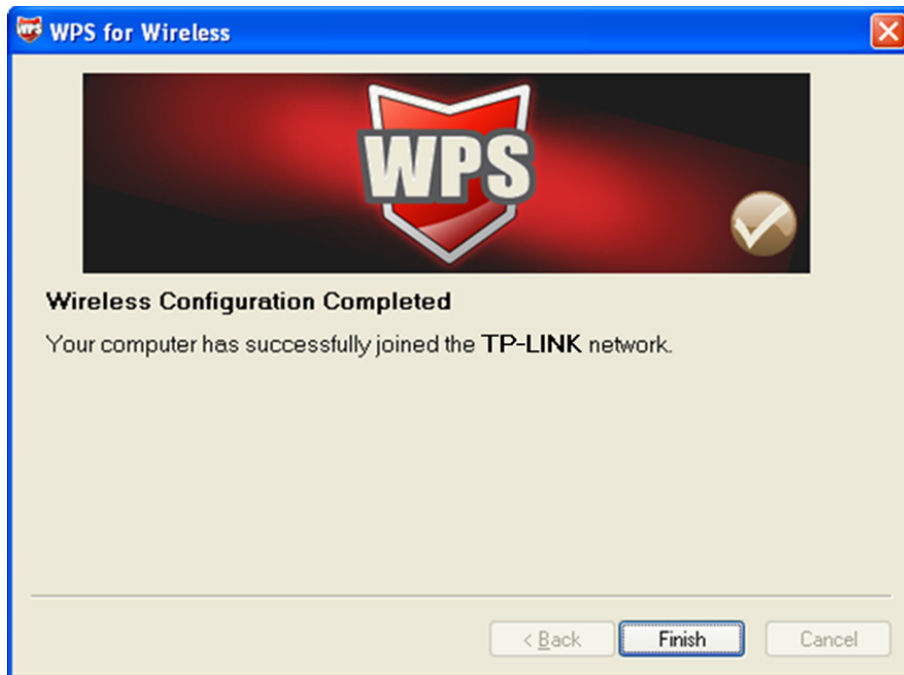 WPS for Wireless
WPS
Wireless Configuration Completed
Your computer has successfully joined the TP-LINK network.
< Back Finish Cancel